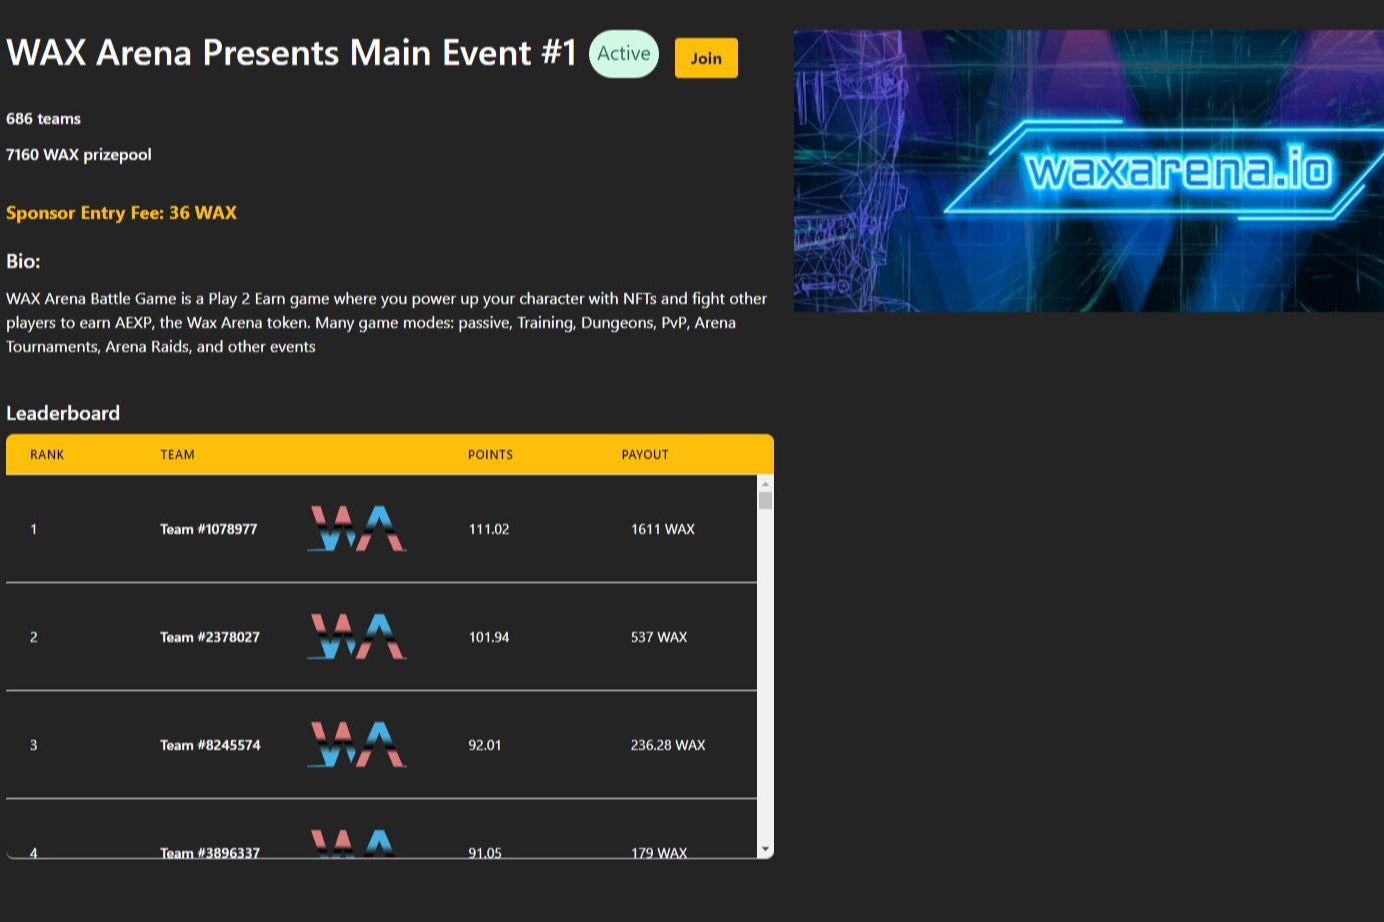 WAX Arena Presents Main Event #1 Active Join
686 teams
7160 WAX prizepool
Sponsor Entry Fee: 36 WAX
Bio:
WAX Arena Battle Game is a Play 2 Earn game where you power up your character with NFTs and fight other
players to earn AEXP, the Wax Arena token. Many game modes: passive, Training, Dungeons, PvP, Arena
Tournaments, Arena Raids, and other events
waxarena.io
Leaderboard
RANK TEAM POINTS PAYOUT
1 Team #1078977 WA 111.02 1611 WAX
2 Team #2378027 WA 101.94 537 WAX
3 Team #8245574 WA 92.01 236.28 WAX
4 Team #3896337 WA 91.05 179 WAX